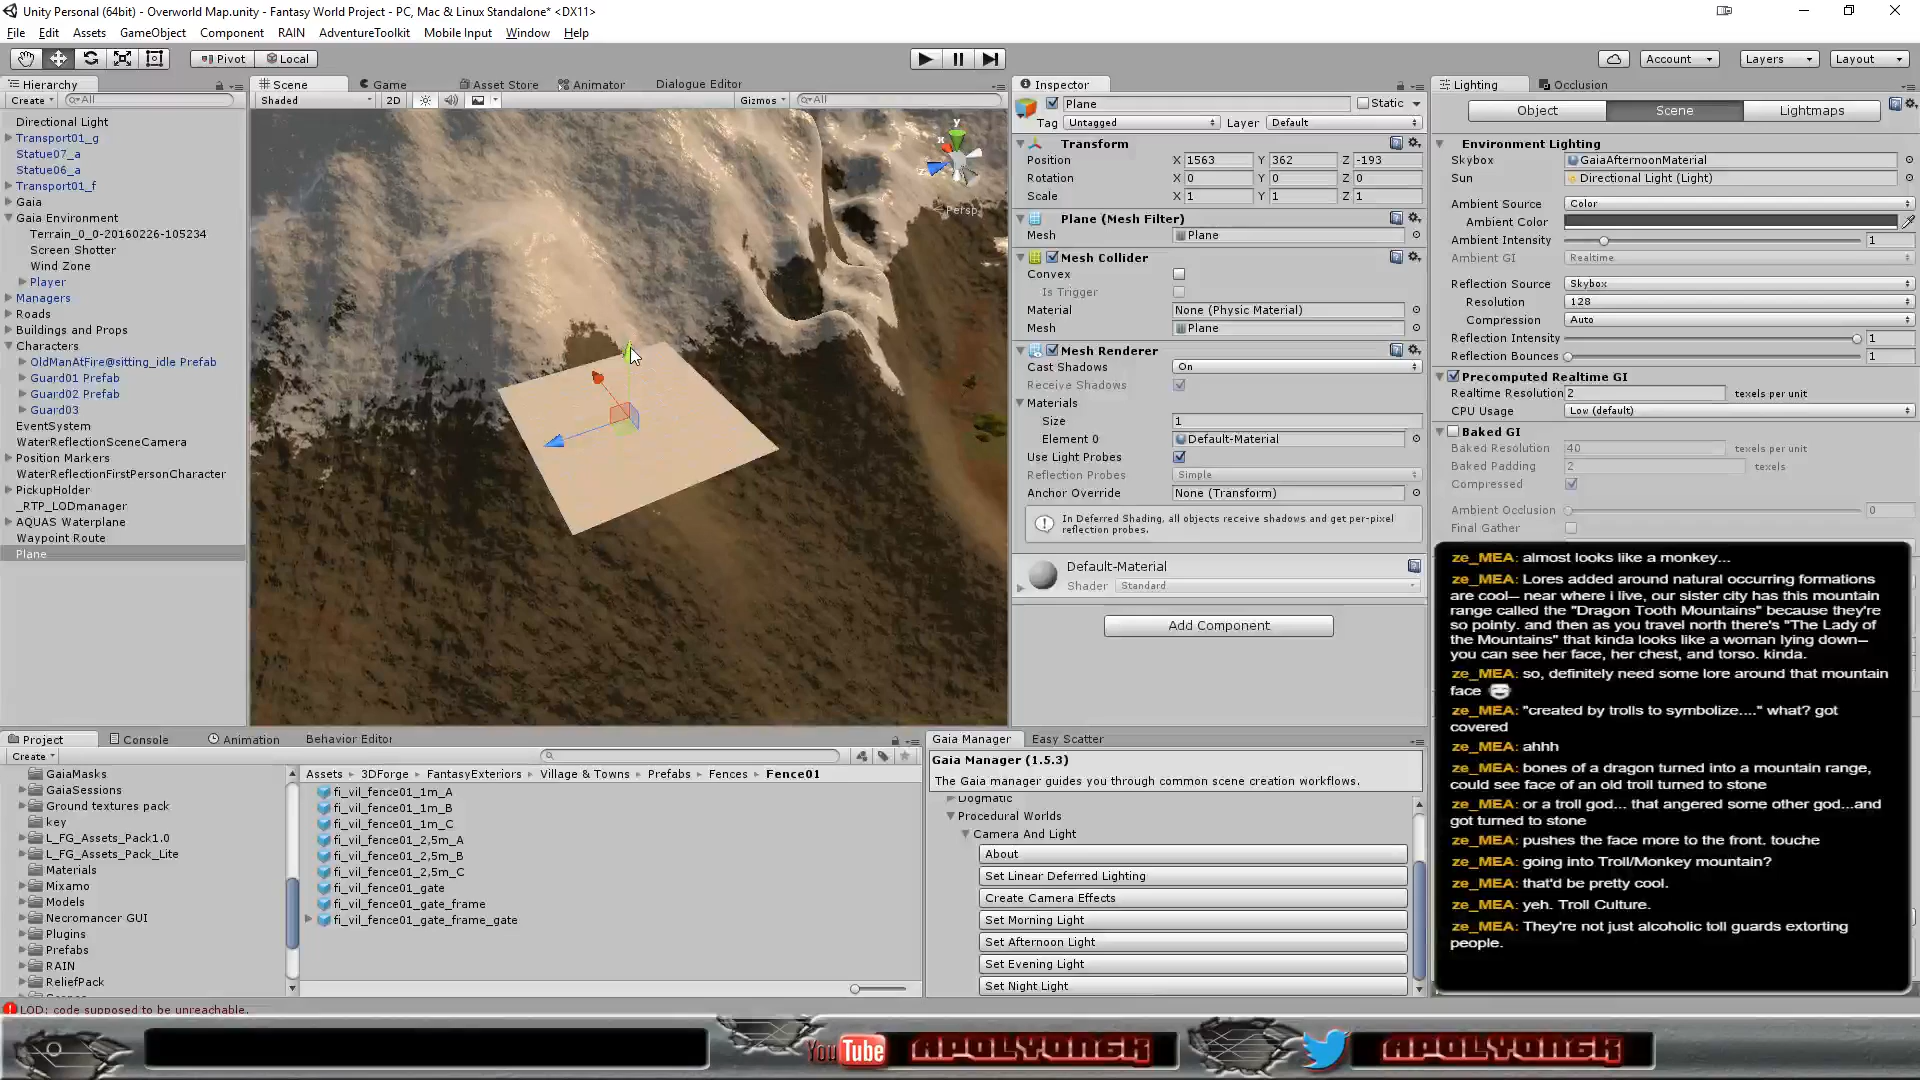 Unity Personal (64bit) - Overworld Map.unity - Fantasy World Project - PC, Mac & Linux Standalone* <DX11>
File Edit Assets GameObject Component RAIN AdventureToolkit Mobile Input Window Help
Pivot Local Account Layers Layout
Hierarchy
Create All
Directional Light
Transport01_g
Statue07_a
Statue06_a
Transport01_f
Gaia
Gaia Environment
Terrain_0_0-20160226-105234
Screen Shotter
Wind Zone
Player
Managers
Roads
Buildings and Props
Characters
OldManAtFire@sitting_idle Prefab
Guard01 Prefab
Guard02 Prefab
Guard03
EventSystem
WaterReflectionSceneCamera
Position Markers
WaterReflectionFirstPersonCharacter
PickupHolder
_RTP_LODmanager
AQUAS Waterplane
Waypoint Route
Plane
Scene Game Asset Store Animator Dialogue Editor
Shaded 2D Gizmos All
y
x
z
Persp
Inspector
Plane Static
Tag Untagged Layer Default
Transform
Position X 1563 Y 362 Z -193
Rotation X 0 Y 0 Z 0
Scale X 1 Y 1 Z 1
Plane (Mesh Filter)
Mesh Plane
Mesh Collider
Convex
Is Trigger
Material None (Physic Material)
Mesh Plane
Mesh Renderer
Cast Shadows On
Receive Shadows
Materials
Size 1
Element 0 Default-Material
Use Light Probes
Reflection Probes Simple
Anchor Override None (Transform)
In Deferred Shading, all objects receive shadows and get per-pixel
reflection probes.
Default-Material
Shader Standard
Add Component
Lighting Occlusion
Object Scene Lightmaps
Environment Lighting
Skybox GaiaAfternoonMaterial
Sun Directional Light (Light)
Ambient Source Color
Ambient Color
Ambient Intensity 1
Ambient GI Realtime
Reflection Source Skybox
Resolution 128
Compression Auto
Reflection Intensity 1
Reflection Bounces 1
Precomputed Realtime GI
Realtime Resolution 2 texels per unit
CPU Usage Low (default)
Baked GI
Baked Resolution 40 texels per unit
Baked Padding 2 texels
Compressed
Ambient Occlusion 0
Final Gather
ze_MEA: almost looks like a monkey...
ze_MEA: Lores added around natural occurring formations
are cool— near where i live, our sister city has this mountain
range called the "Dragon Tooth Mountains" because they're
so pointy. and then as you travel north there's "The Lady of
the Mountains" that kinda looks like a woman lying down—
you can see her face, her chest, and torso. kinda.
ze_MEA: so, definitely need some lore around that mountain
face
ze_MEA: "created by trolls to symbolize...." what? got
covered
ze_MEA: ahhh
ze_MEA: bones of a dragon turned into a mountain range,
could see face of an old troll turned to stone
ze_MEA: or a troll god... that angered some other god...and
got turned to stone
ze_MEA: pushes the face more to the front. touche
ze_MEA: going into Troll/Monkey mountain?
ze_MEA: that'd be pretty cool.
ze_MEA: yeh. Troll Culture.
ze_MEA: They're not just alcoholic toll guards extorting
people.
Project Console Animation Behavior Editor
Create
GaiaMasks
GaiaSessions
Ground textures pack
key
L_FG_Assets_Pack1.0
L_FG_Assets_Pack_Lite
Materials
Mixamo
Models
Necromancer GUI
Plugins
Prefabs
RAIN
ReliefPack
Assets 3DForge FantasyExteriors Village & Towns Prefabs Fences Fence01
fi_vil_fence01_1m_A
fi_vil_fence01_1m_B
fi_vil_fence01_1m_C
fi_vil_fence01_2,5m_A
fi_vil_fence01_2,5m_B
fi_vil_fence01_2,5m_C
fi_vil_fence01_gate
fi_vil_fence01_gate_frame
fi_vil_fence01_gate_frame_gate
Gaia Manager Easy Scatter
Gaia Manager (1.5.3)
The Gaia manager guides you through common scene creation workflows.
Dogmatic
Procedural Worlds
Camera And Light
About
Set Linear Deferred Lighting
Create Camera Effects
Set Morning Light
Set Afternoon Light
Set Evening Light
Set Night Light
LOD: code supposed to be unreachable.
YouTube APOLYONGK APOLYONGK